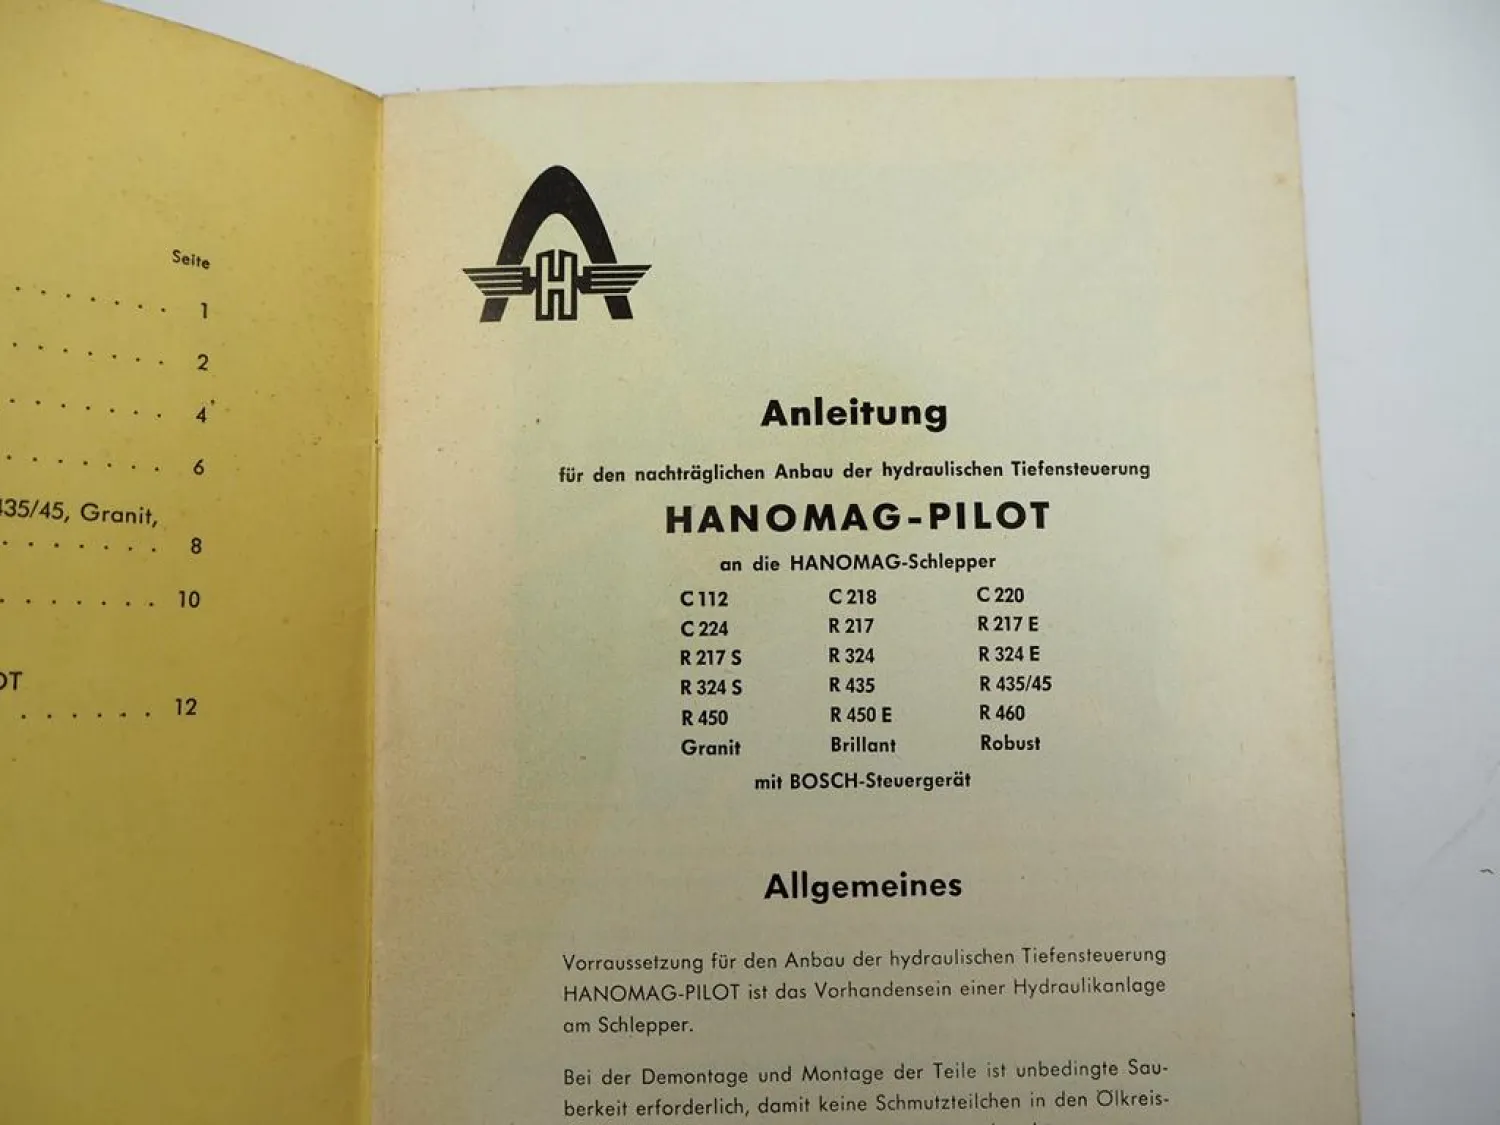 Seite
. . . . . . . 1
. . . . . . . 2
. . . . . . . 4
. . . . . . . 6
435/45, Granit,
. . . . . . . 8
. . . . . . . 10
. . . . . . 12
H
Anleitung
für den nachträglichen Anbau der hydraulischen Tiefensteuerung
HANOMAG-PILOT
an die HANOMAG-Schlepper
C 112 C 218 C 220
C 224 R 217 R 217 E
R 217 S R 324 R 324 E
R 324 S R 435 R 435/45
R 450 R 450 E R 460
Granit Brillant Robust
mit BOSCH-Steuergerät
Allgemeines
Vorraussetzung für den Anbau der hydraulischen Tiefensteuerung
HANOMAG-PILOT ist das Vorhandensein einer Hydraulikanlage
am Schlepper.
Bei der Demontage und Montage der Teile ist unbedingte Sau-
berkeit erforderlich, damit keine Schmutzteilchen in den Ölkreis-